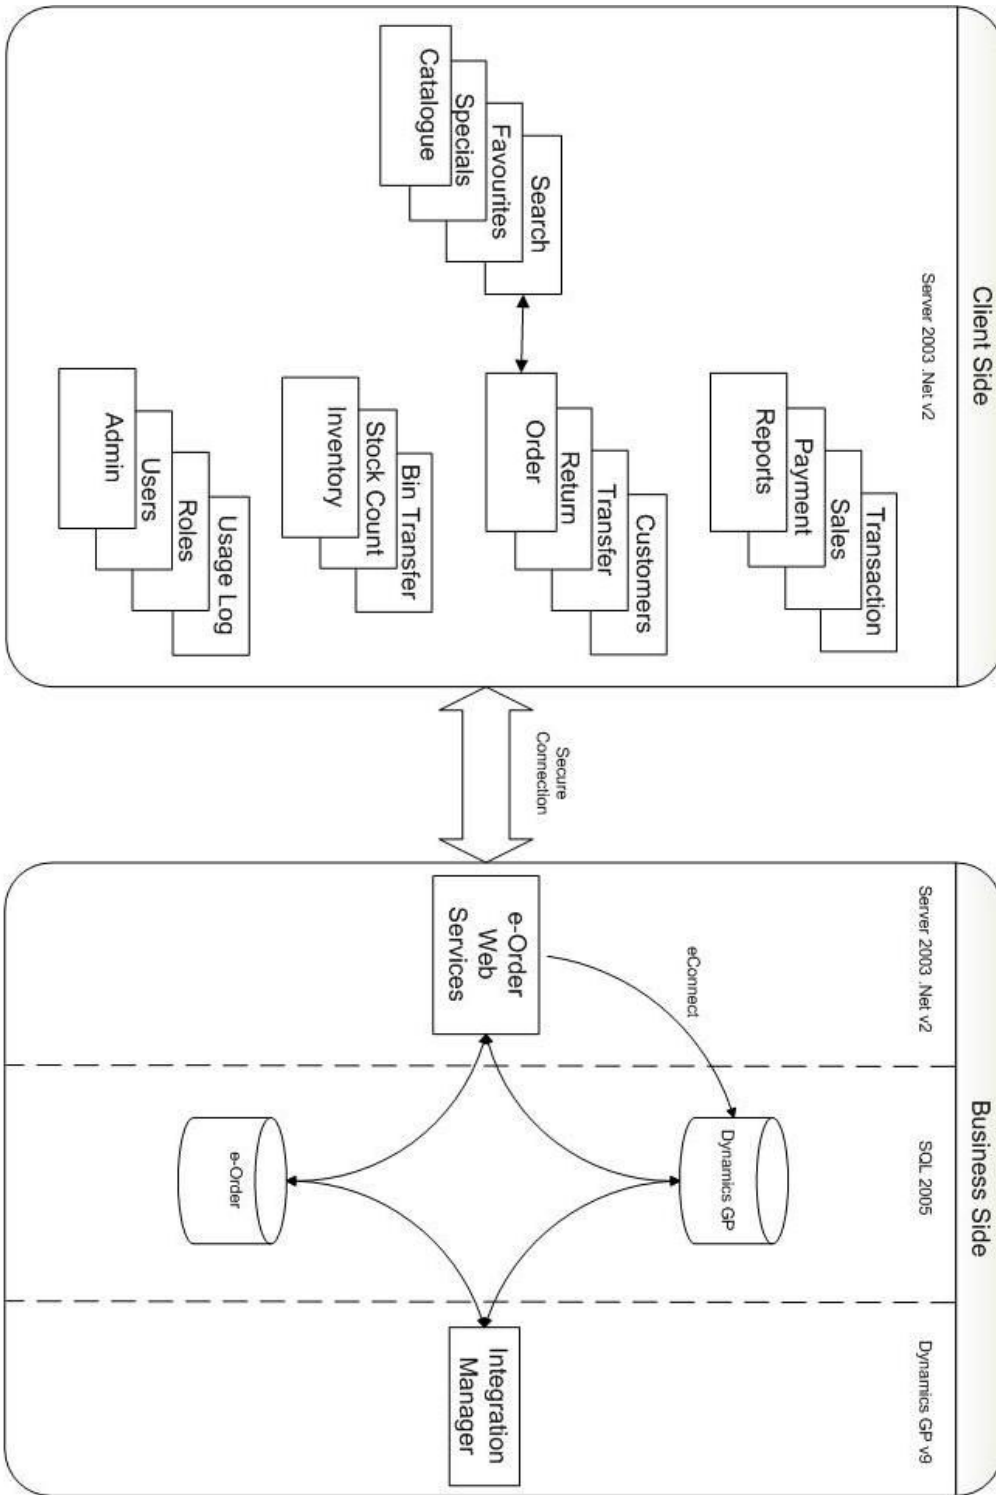 Client Side
Server 2003 .Net v2
Search
Favourites
Specials
Catalogue
Transaction
Sales
Payment
Reports
Customers
Transfer
Return
Order
Bin Transfer
Stock Count
Inventory
Usage Log
Roles
Users
Admin
Secure
Connection
Business Side
Server 2003 .Net v2
SQL 2005
Dynamics GP v9
eConnect
Dynamics GP
e-Order
Web
Services
Integration
Manager
e-Order